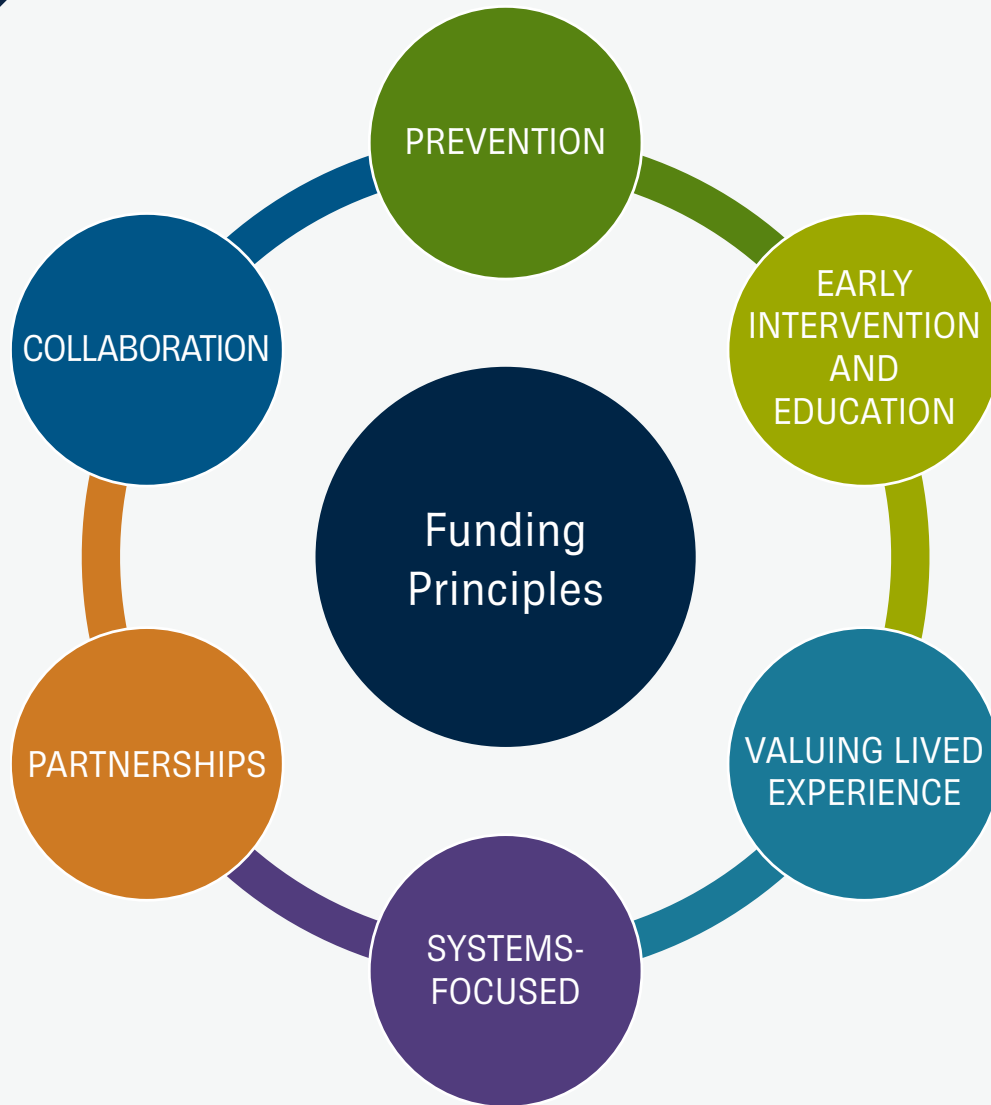 PREVENTION
EARLY
INTERVENTION
AND
EDUCATION
VALUING LIVED
EXPERIENCE
SYSTEMS-
FOCUSED
PARTNERSHIPS
COLLABORATION
Funding
Principles